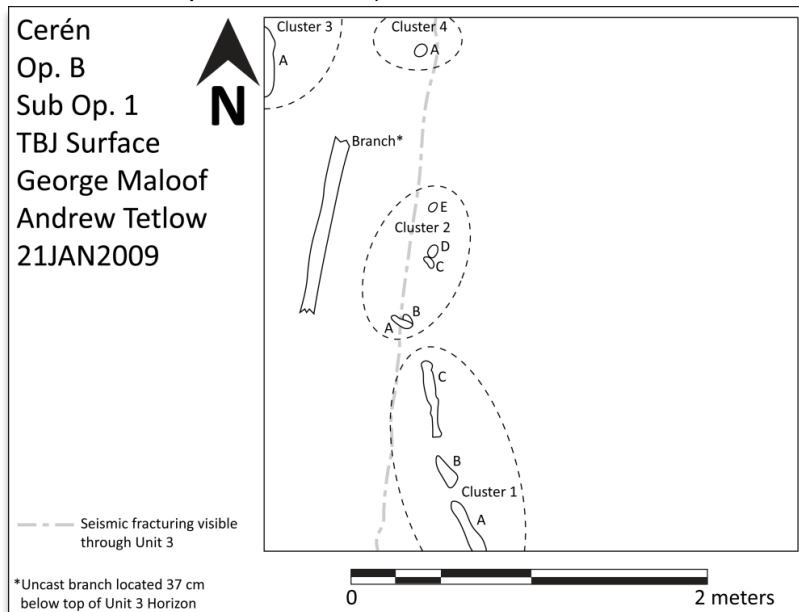 Cerén
Op. B
Sub Op. 1
TBJ Surface
George Maloof
Andrew Tetlow
21JAN2009
N
Cluster 3
A
Cluster 4
A
Branch*
E
Cluster 2
D
C
B
A
C
B
Cluster 1
A
Seismic fracturing visible
through Unit 3
*Uncast branch located 37 cm
below top of Unit 3 Horizon
0
2 meters